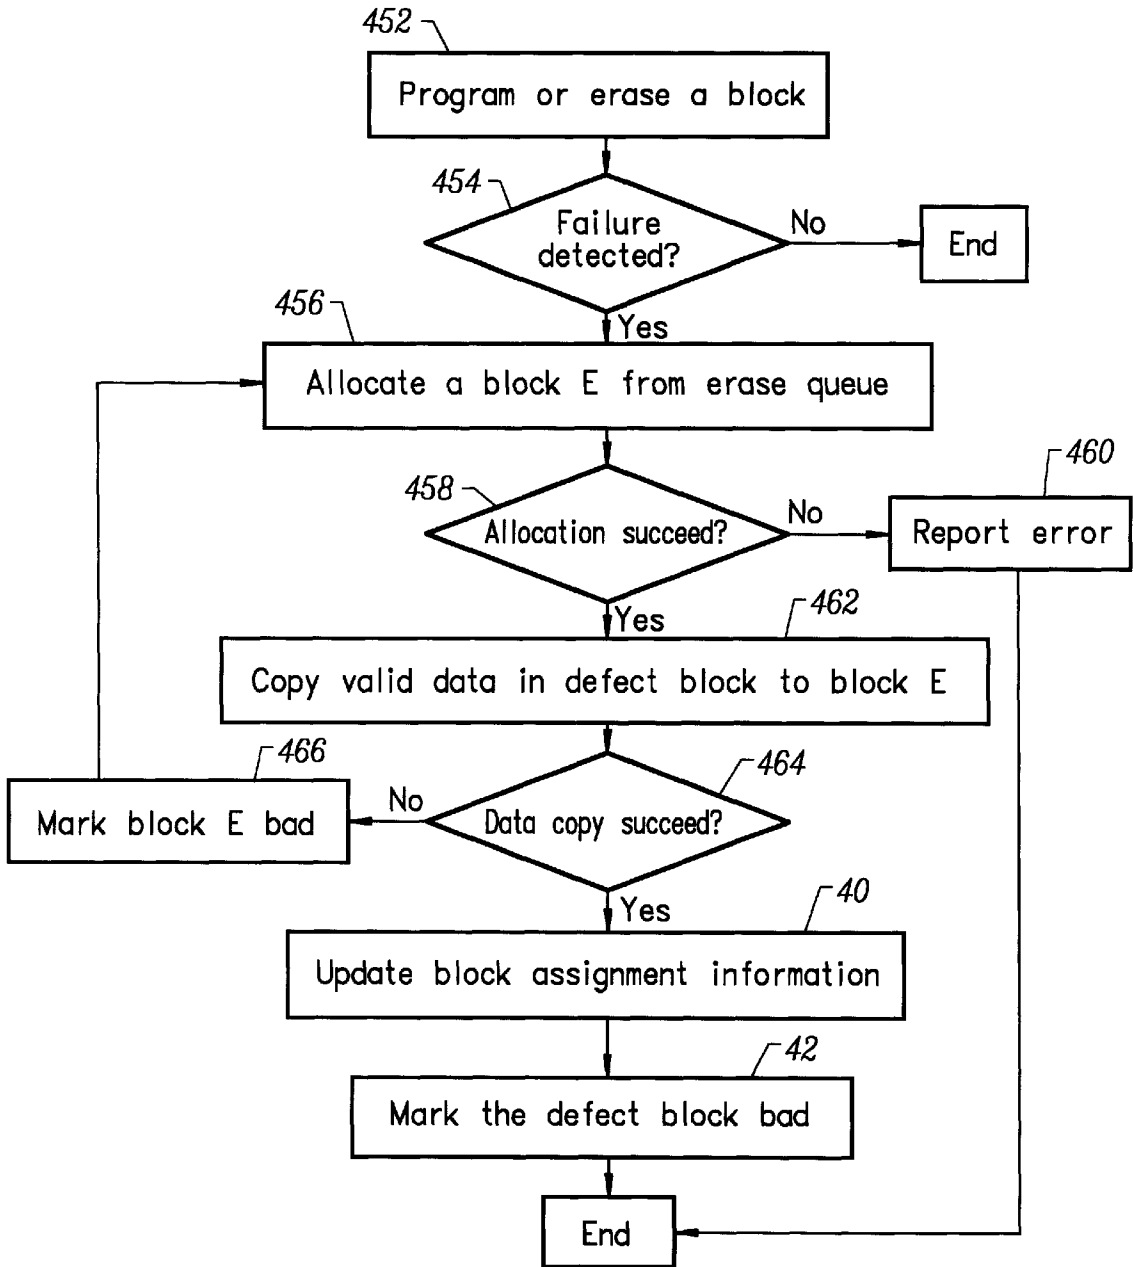 452
Program or erase a block
454
Failure
detected?
No
End
456
Yes
Allocate a block E from erase queue
458
Allocation succeed?
No
460
Report error
Yes
462
Copy valid data in defect block to block E
466
Mark block E bad
No
464
Data copy succeed?
Yes
40
Update block assignment information
42
Mark the defect block bad
End